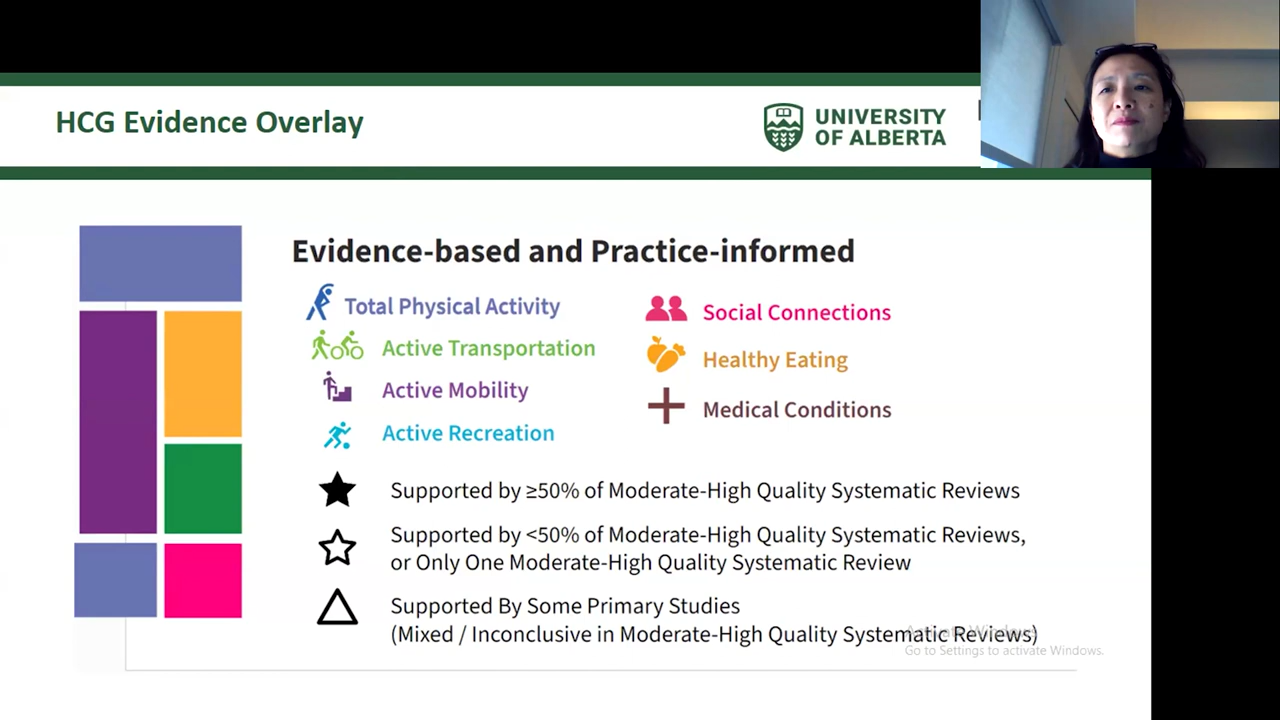 HCG Evidence Overlay
UNIVERSITY
OF ALBERTA
Evidence-based and Practice-informed
Total Physical Activity
Social Connections
Active Transportation
Healthy Eating
Active Mobility
Medical Conditions
Active Recreation
Supported by ≥50% of Moderate-High Quality Systematic Reviews
Supported by <50% of Moderate-High Quality Systematic Reviews,
or Only One Moderate-High Quality Systematic Review
Supported By Some Primary Studies
(Mixed / Inconclusive in Moderate-High Quality Systematic Reviews)
Activate Windows
Go to Settings to activate Windows.